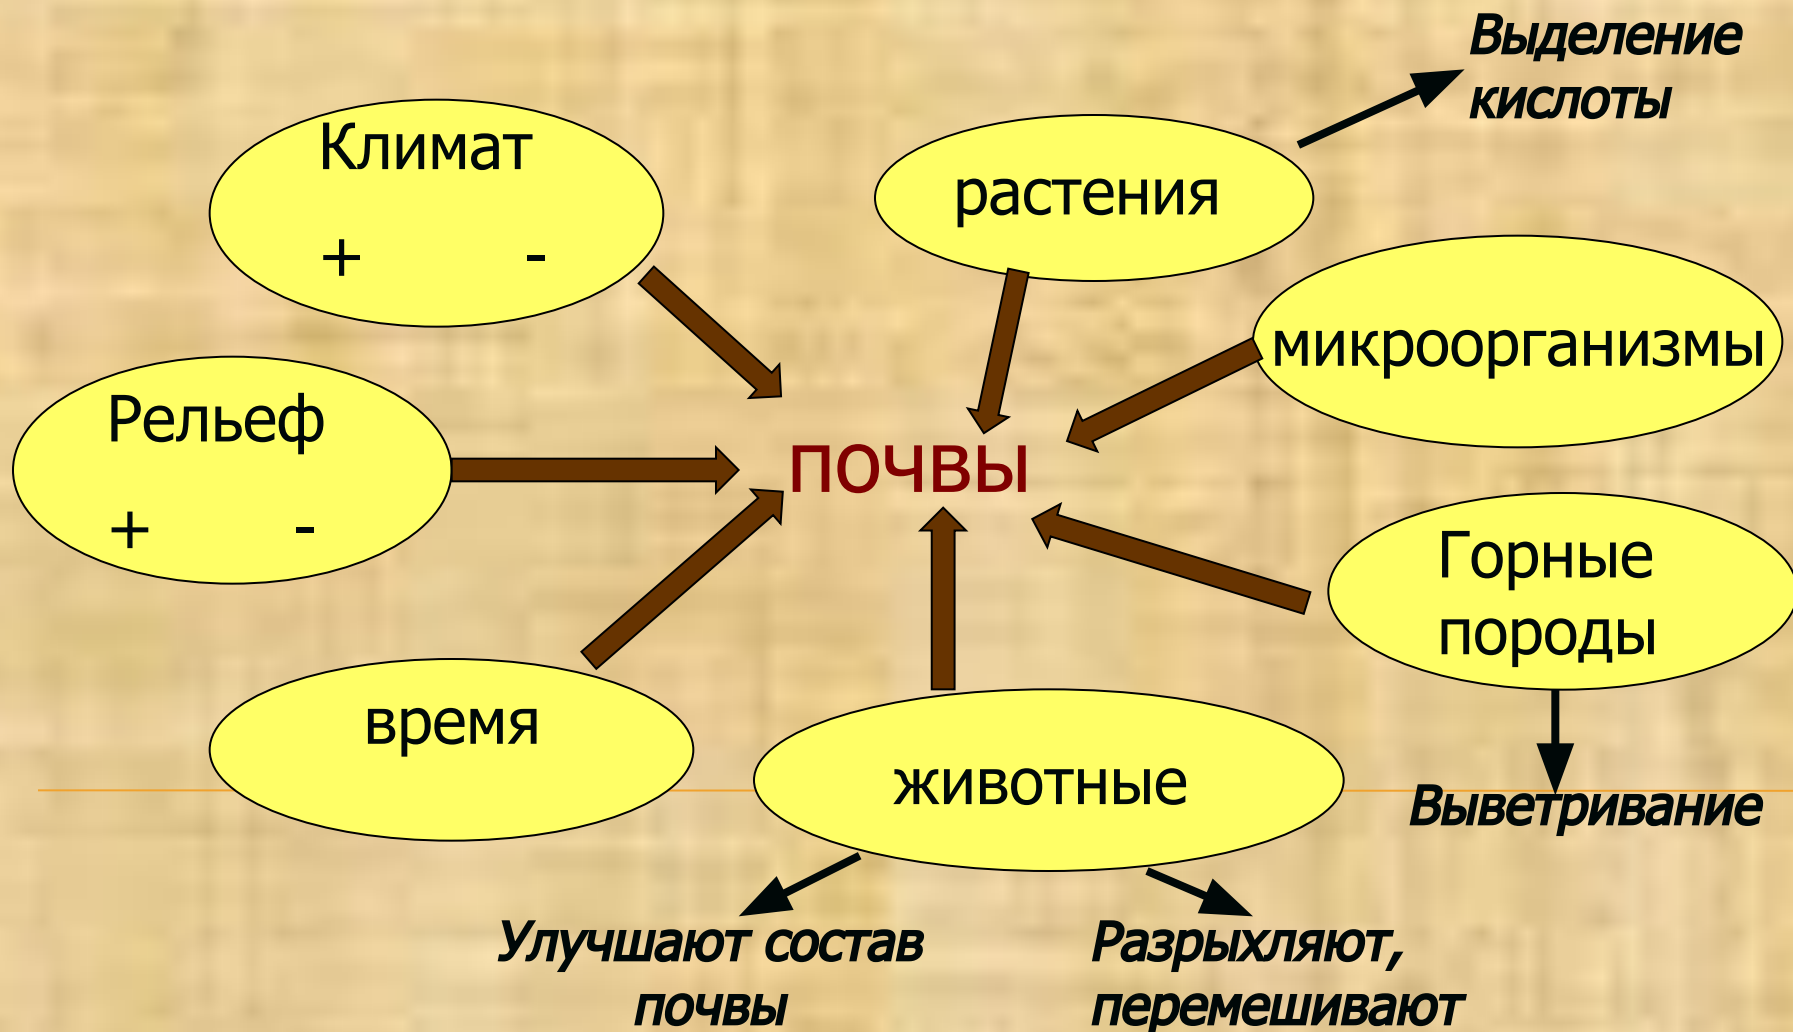 Выделение
кислоты
Климат
+ -
растения
микроорганизмы
Рельеф
+ -
почвы
Горные
породы
время
животные
Выветривание
Улучшают состав
почвы
Разрыхляют,
перемешивают